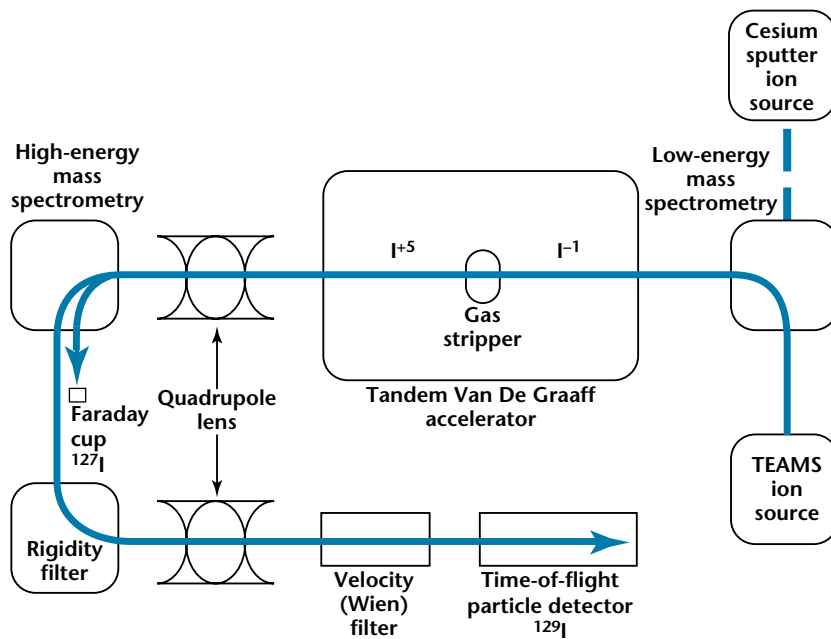 Cesium
sputter
ion
source
High-energy
mass
spectrometry
Low-energy
mass
spectrometry
I+5
I–1
Gas
stripper
Tandem Van De Graaff
accelerator
Quadrupole
lens
Faraday
cup
127I
TEAMS
ion
source
Rigidity
filter
Velocity
(Wien)
filter
Time-of-flight
particle detector
129I